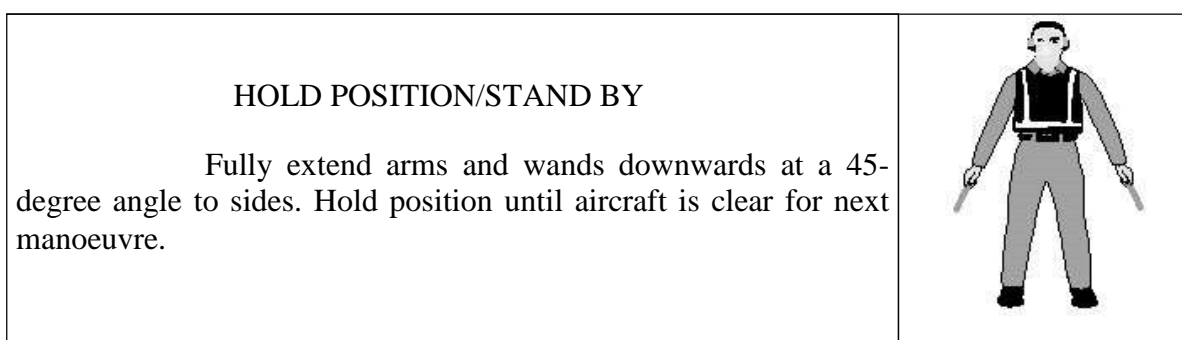 HOLD POSITION/STAND BY
Fully extend arms and wands downwards at a 45-
degree angle to sides. Hold position until aircraft is clear for next
manoeuvre.